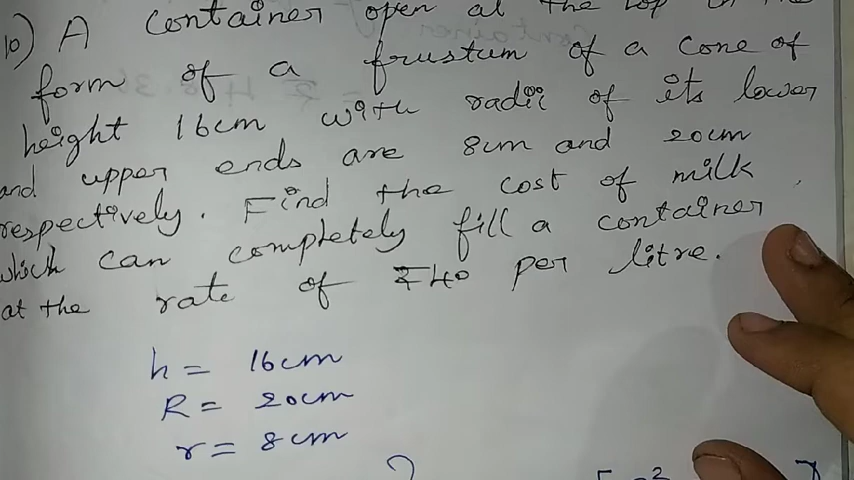 10) A container open at the top in the
form of a frustum of a cone of
height 16cm with radii of its lower
and upper ends are 8cm and 20cm
respectively. Find the cost of milk
which can completely fill a container
at the rate of ₹40 per litre.
h = 16cm
R = 20cm
r = 8cm